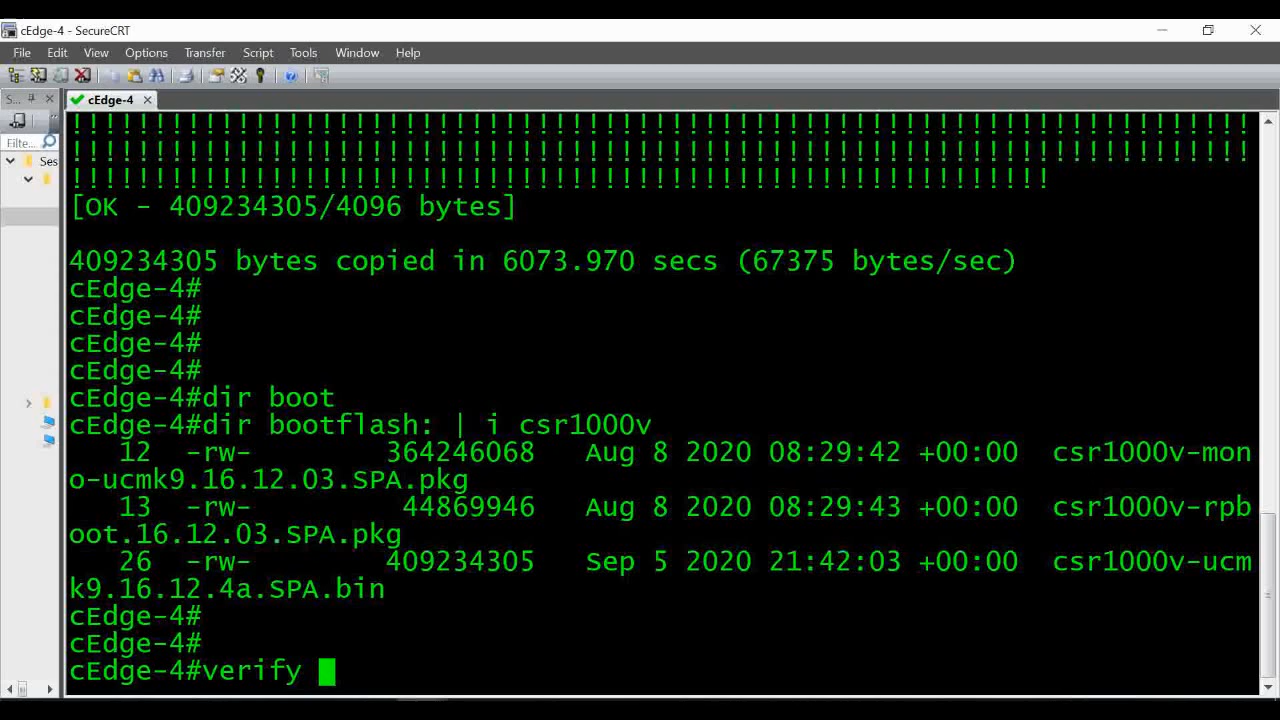 cEdge-4 - SecureCRT
File Edit View Options Transfer Script Tools Window Help
S... cEdge-4
Filte...
Ses
!!!!!!!!!!!!!!!!!!!!!!!!!!!!!!!!!!!!!!!!!!!!!!!!!!!!!!!!!!!!!!!!!!!!!!!
!!!!!!!!!!!!!!!!!!!!!!!!!!!!!!!!!!!!!!!!!!!!!!!!!!!!!!!!!!!!!!!!!!!!!!!
!!!!!!!!!!!!!!!!!!!!!!!!!!!!!!!!!!!!!!!!!!!!!!!!!!!!!!!!!!!
[OK - 409234305/4096 bytes]
409234305 bytes copied in 6073.970 secs (67375 bytes/sec)
cEdge-4#
cEdge-4#
cEdge-4#
cEdge-4#
cEdge-4#dir boot
cEdge-4#dir bootflash: | i csr1000v
12 -rw- 364246068 Aug 8 2020 08:29:42 +00:00 csr1000v-mon
o-ucmk9.16.12.03.SPA.pkg
13 -rw- 44869946 Aug 8 2020 08:29:43 +00:00 csr1000v-rpb
oot.16.12.03.SPA.pkg
26 -rw- 409234305 Sep 5 2020 21:42:03 +00:00 csr1000v-ucm
k9.16.12.4a.SPA.bin
cEdge-4#
cEdge-4#
cEdge-4#verify